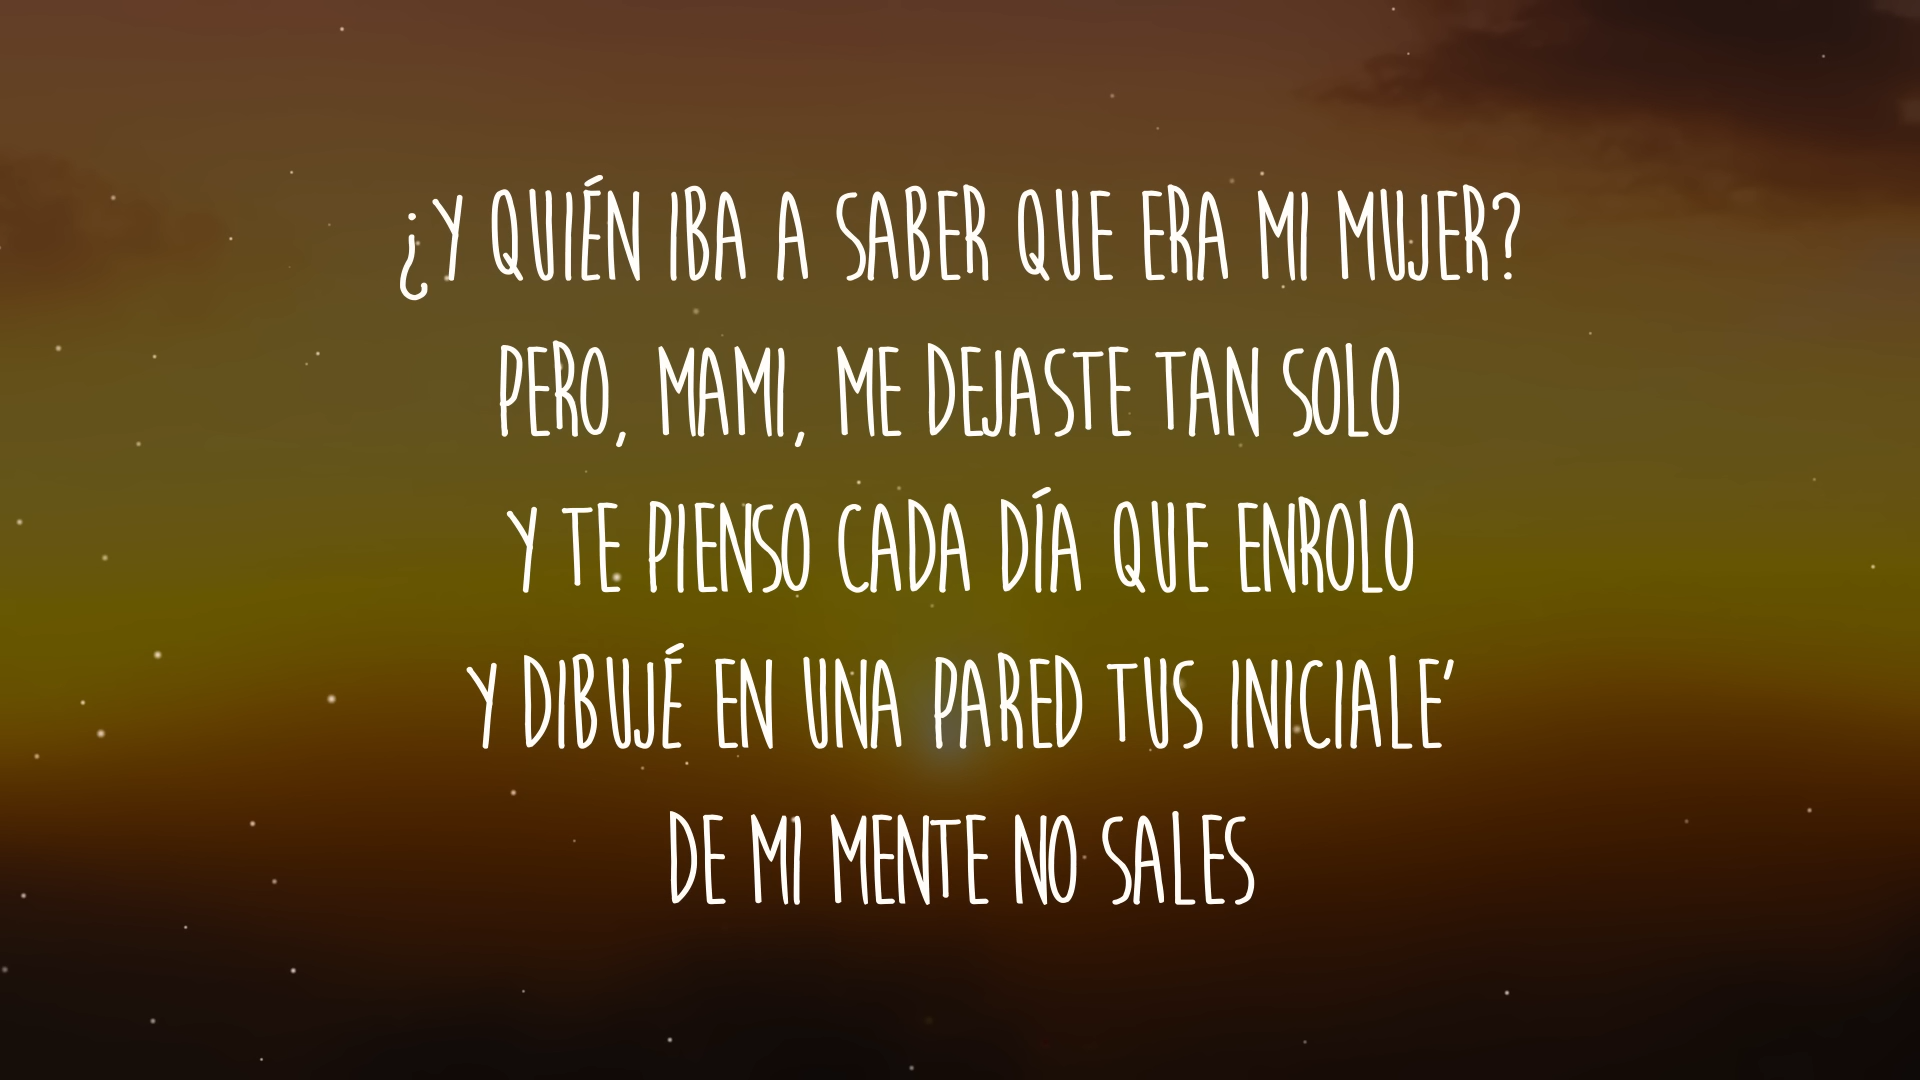 ¿Y QUIÉN IBA A SABER QUE ERA MI MUJER?
PERO, MAMI, ME DEJASTE TAN SOLO
Y TE PIENSO CADA DÍA QUE ENROLO
Y DIBUJÉ EN UNA PARED TUS INICIALE'
DE MI MENTE NO SALES